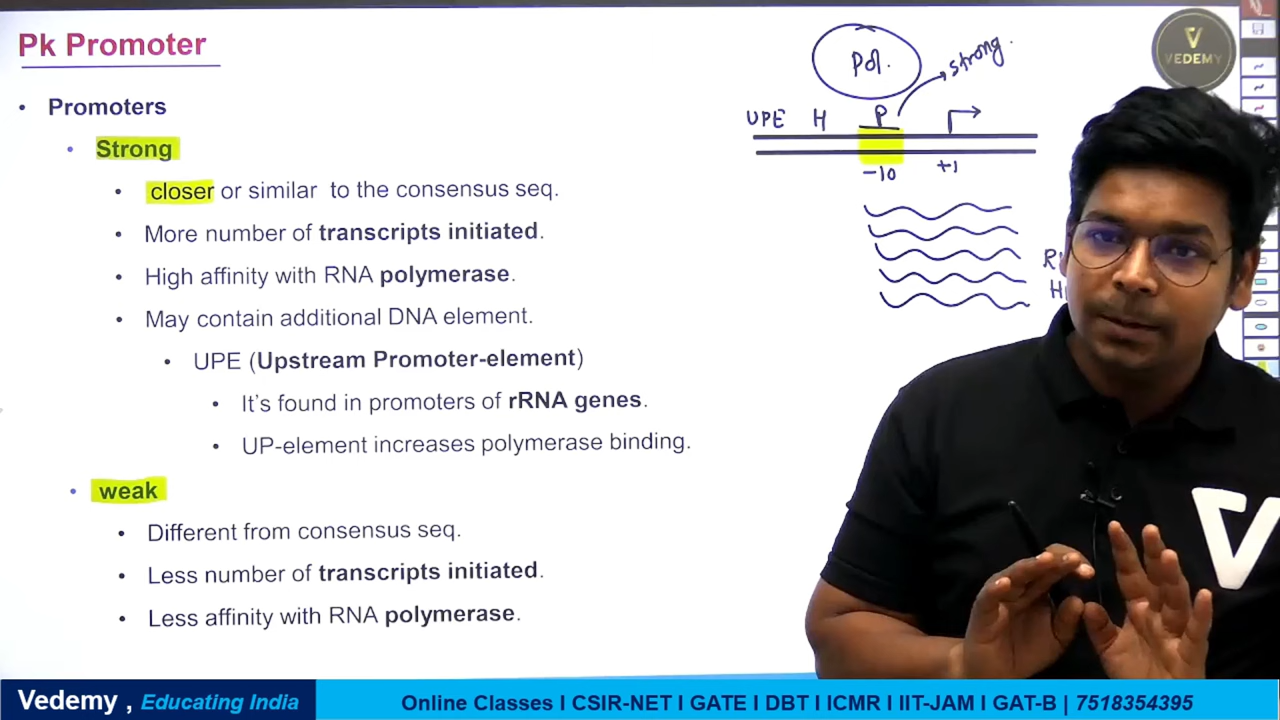 Pk Promoter
• Promoters
• Strong
• closer or similar to the consensus seq.
• More number of transcripts initiated.
• High affinity with RNA polymerase.
• May contain additional DNA element.
• UPE (Upstream Promoter-element)
• It's found in promoters of rRNA genes.
• UP-element increases polymerase binding.
• weak
• Different from consensus seq.
• Less number of transcripts initiated.
• Less affinity with RNA polymerase.
Pol.
strong.
UPE H P
-10 +1
V
VEDEMY
Vedemy , Educating India
Online Classes I CSIR-NET I GATE I DBT I ICMR I IIT-JAM I GAT-B | 7518354395